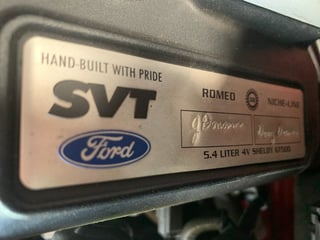 HAND-BUILT WITH PRIDE
SVT
Ford
ROMEO NICHE-LINE
5.4 LITER 4V SHELBY GT500